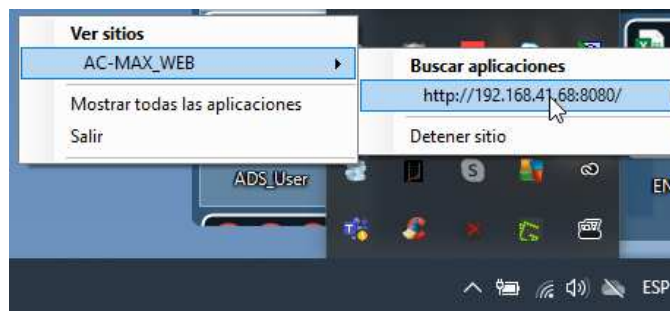 Ver sitios
AC-MAX_WEB
Mostrar todas las aplicaciones
Salir
Buscar aplicaciones
http://192.168.41.68:8080/
Detener sitio
ADS_User
EN
ESP